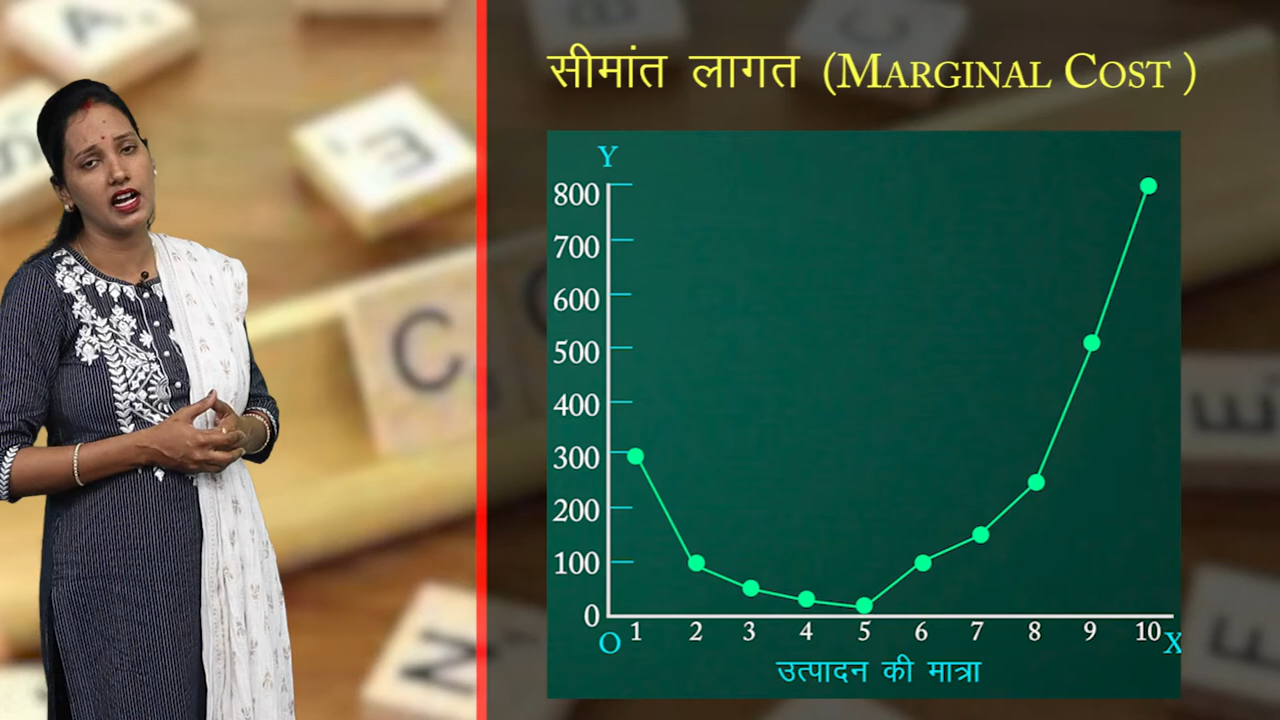 सीमांत लागत (MARGINAL COST )
Y
800
700
600
500
400
300
200
100
0
1 2 3 4 5 6 7 8 9 10
O X
उत्पादन की मात्रा
A
B
C
E
C
E
N